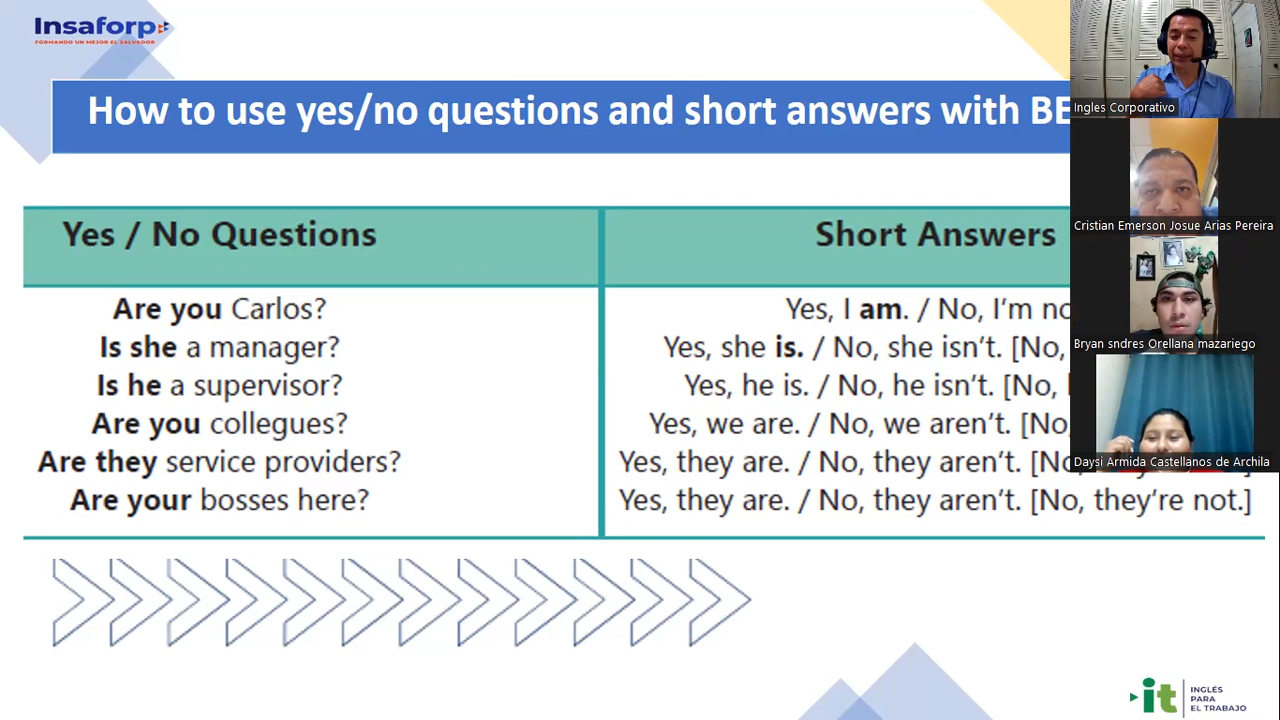 Insaforp
FORMANDO UN MEJOR EL SALVADOR
How to use yes/no questions and short answers with BE
Yes / No Questions
Short Answers
Are you Carlos?
Yes, I am. / No, I'm no
Is she a manager?
Yes, she is. / No, she isn't. [No,
Is he a supervisor?
Yes, he is. / No, he isn't. [No,
Are you collegues?
Yes, we are. / No, we aren't. [No,
Are they service providers?
Yes, they are. / No, they aren't. [No,
Are your bosses here?
Yes, they are. / No, they aren't. [No, they're not.]
Ingles Corporativo
Cristian Emerson Josue Arias Pereira
Bryan sndres Orellana mazariego
Daysi Armida Castellanos de Archila
it
INGLÉS
PARA
EL TRABAJO